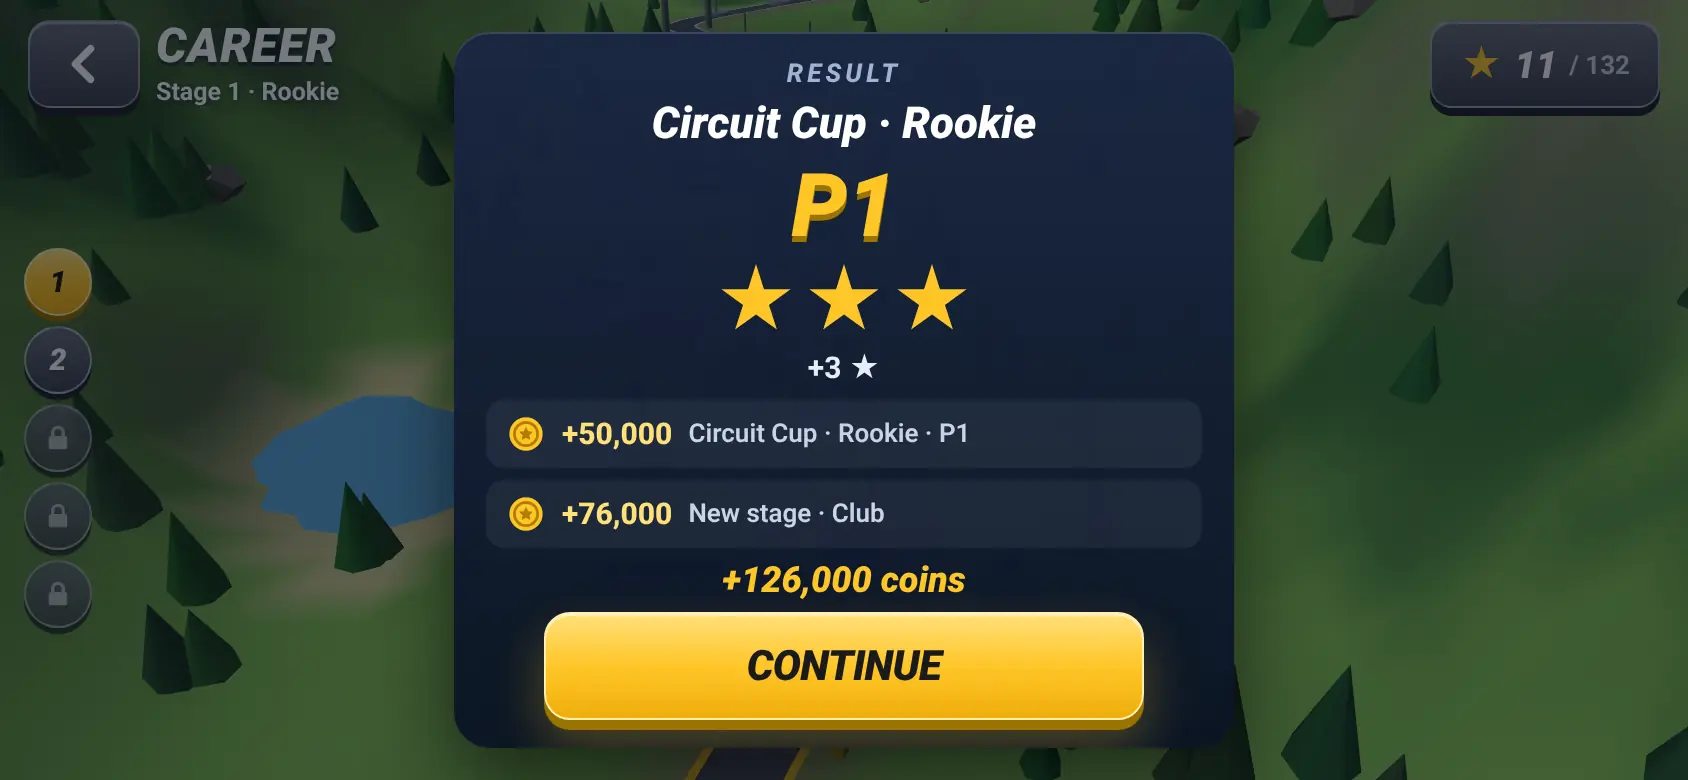 CAREER
Stage 1 · Rookie
11 / 132
1
2
RESULT
Circuit Cup · Rookie
P1
+3 ★
+50,000 Circuit Cup · Rookie · P1
+76,000 New stage · Club
+126,000 coins
CONTINUE